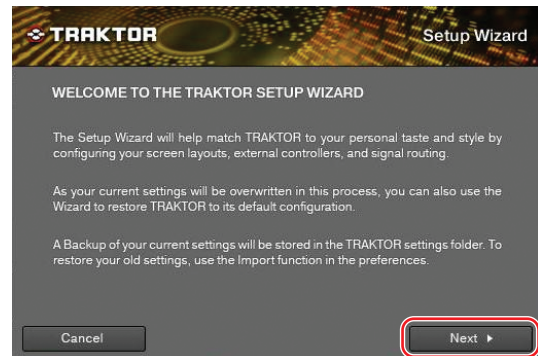 TRAKTOR
Setup Wizard
WELCOME TO THE TRAKTOR SETUP WIZARD
The Setup Wizard will help match TRAKTOR to your personal taste and style by
configuring your screen layouts, external controllers, and signal routing.
As your current settings will be overwritten in this process, you can also use the
Wizard to restore TRAKTOR to its default configuration.
A Backup of your current settings will be stored in the TRAKTOR settings folder. To
restore your old settings, use the Import function in the preferences.
Cancel
Next